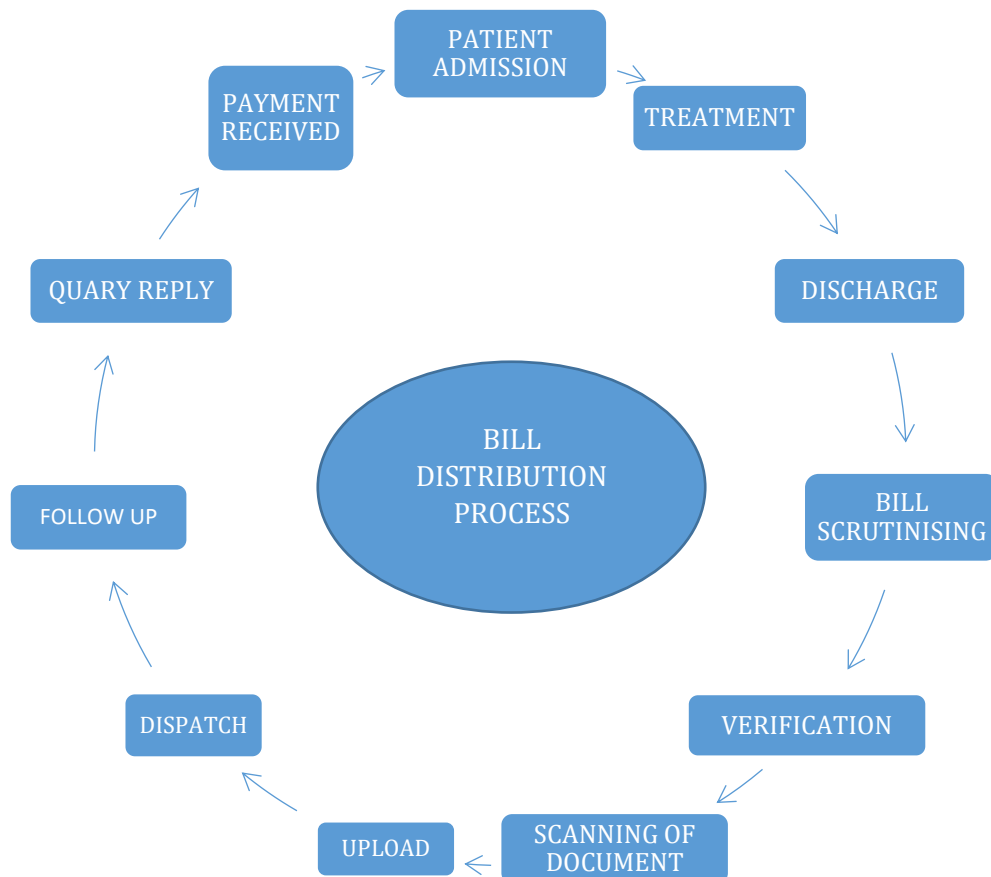 PATIENT
ADMISSION
TREATMENT
DISCHARGE
BILL
SCRUTINISING
VERIFICATION
SCANNING OF
DOCUMENT
UPLOAD
DISPATCH
FOLLOW UP
QUARY REPLY
PAYMENT
RECEIVED
BILL
DISTRIBUTION
PROCESS